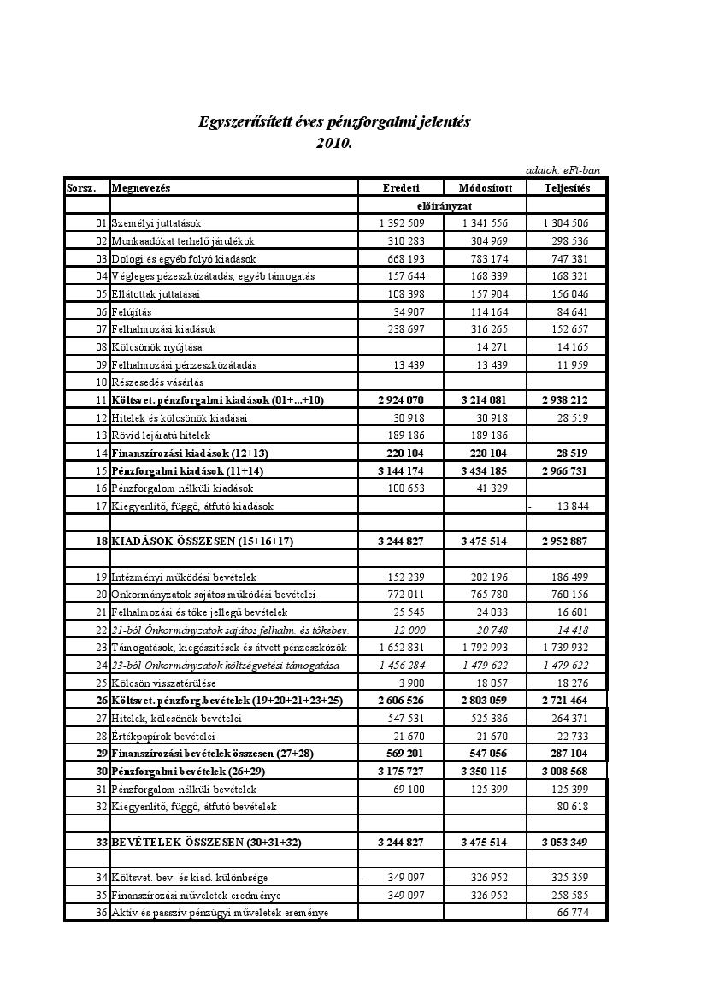 Egyszerűsített éves pénzforgalmi jelentés
2010.
adatok: eFt-ban
Sorsz. Megnevezés Eredeti Módosított Teljesítés
előirányzat
01 Személyi juttatások 1 392 509 1 341 556 1 304 506
02 Munkaadókat terhelő járulékok 310 283 304 969 298 536
03 Dologi és egyéb folyó kiadások 668 193 783 174 747 381
04 Végleges pézeszközátadás, egyéb támogatás 157 644 168 339 168 321
05 Ellátottak juttatásai 108 398 157 904 156 046
06 Felújítás 34 907 114 164 84 641
07 Felhalmozási kiadások 238 697 316 265 152 657
08 Kölcsönök nyújtása 14 271 14 165
09 Felhalmozási pénzeszközátadás 13 439 13 439 11 959
10 Részesedés vásárlás
11 Költsvet. pénzforgalmi kiadások (01+...+10) 2 924 070 3 214 081 2 938 212
12 Hitelek és kölcsönök kiadásai 30 918 30 918 28 519
13 Rövid lejáratú hitelek 189 186 189 186
14 Finanszírozási kiadások (12+13) 220 104 220 104 28 519
15 Pénzforgalmi kiadások (11+14) 3 144 174 3 434 185 2 966 731
16 Pénzforgalom nélküli kiadások 100 653 41 329
17 Kiegyenlítő, függő, átfutó kiadások - 13 844
18 KIADÁSOK ÖSSZESEN (15+16+17) 3 244 827 3 475 514 2 952 887
19 Intézményi működési bevételek 152 239 202 196 186 499
20 Önkormányzatok sajátos működési bevételei 772 011 765 780 760 156
21 Felhalmozási és tőke jellegű bevételek 25 545 24 033 16 601
22 21-ból Önkormányzatok sajátos felhalm. és tőkebev. 12 000 20 748 14 418
23 Támogatások, kiegészítések és átvett pénzeszközök 1 652 831 1 792 993 1 739 932
24 23-ból Önkormányzatok költségvetési támogatása 1 456 284 1 479 622 1 479 622
25 Kölcsön visszatérülése 3 900 18 057 18 276
26 Költsvet. pénzforg.bevételek (19+20+21+23+25) 2 606 526 2 803 059 2 721 464
27 Hitelek, kölcsönök bevételei 547 531 525 386 264 371
28 Értékpapírok bevételei 21 670 21 670 22 733
29 Finanszírozási bevételek összesen (27+28) 569 201 547 056 287 104
30 Pénzforgalmi bevételek (26+29) 3 175 727 3 350 115 3 008 568
31 Pénzforgalom nélküli bevételek 69 100 125 399 125 399
32 Kiegyenlítő, függő, átfutó bevételek - 80 618
33 BEVÉTELEK ÖSSZESEN (30+31+32) 3 244 827 3 475 514 3 053 349
34 Költsvet. bev. és kiad. különbsége - 349 097 - 326 952 - 325 359
35 Finanszírozási műveletek eredménye 349 097 326 952 258 585
36 Aktív és passzív pénzügyi műveletek ereménye - 66 774